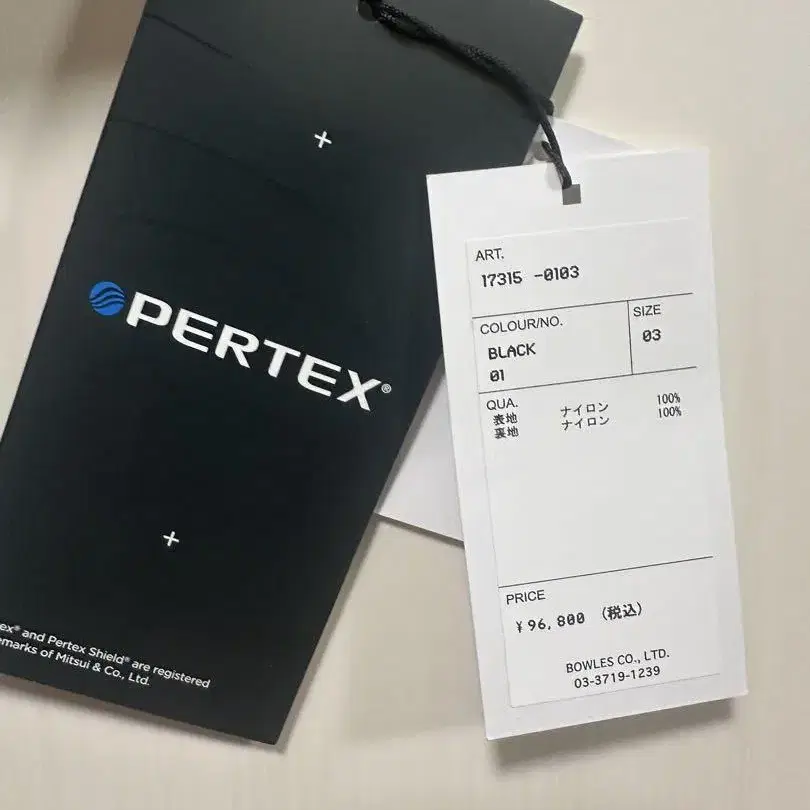 PERTEX®
ex® and Pertex Shield® are registered
emarks of Mitsui & Co., Ltd.
ART.
17315 -0103
COLOUR/NO.
BLACK
01
SIZE
03
QUA.
表地 ナイロン 100%
裏地 ナイロン 100%
PRICE
¥96,800 (税込)
BOWLES CO., LTD.
03-3719-1239